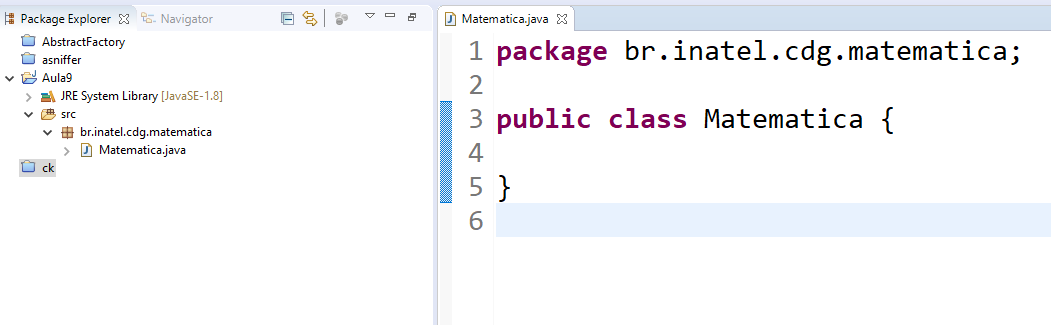 Package Explorer Navigator
AbstractFactory
asniffer
Aula9
JRE System Library [JavaSE-1.8]
src
br.inatel.cdg.matematica
Matematica.java
ck
Matematica.java
1 package br.inatel.cdg.matematica;
2
3 public class Matematica {
4
5 }
6